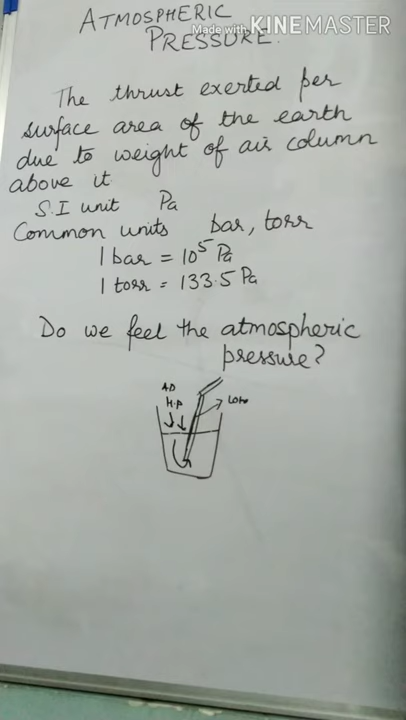 ATMOSPHERIC
Made with KINEMASTER
PRESSURE.
The thrust exerted per
surface area of the earth
due to weight of air column
above it
S.I unit Pa
Common units bar, torr
1 bar = 10⁵ Pa
1 torr = 133.5 Pa
Do we feel the atmospheric
pressure?
H.P